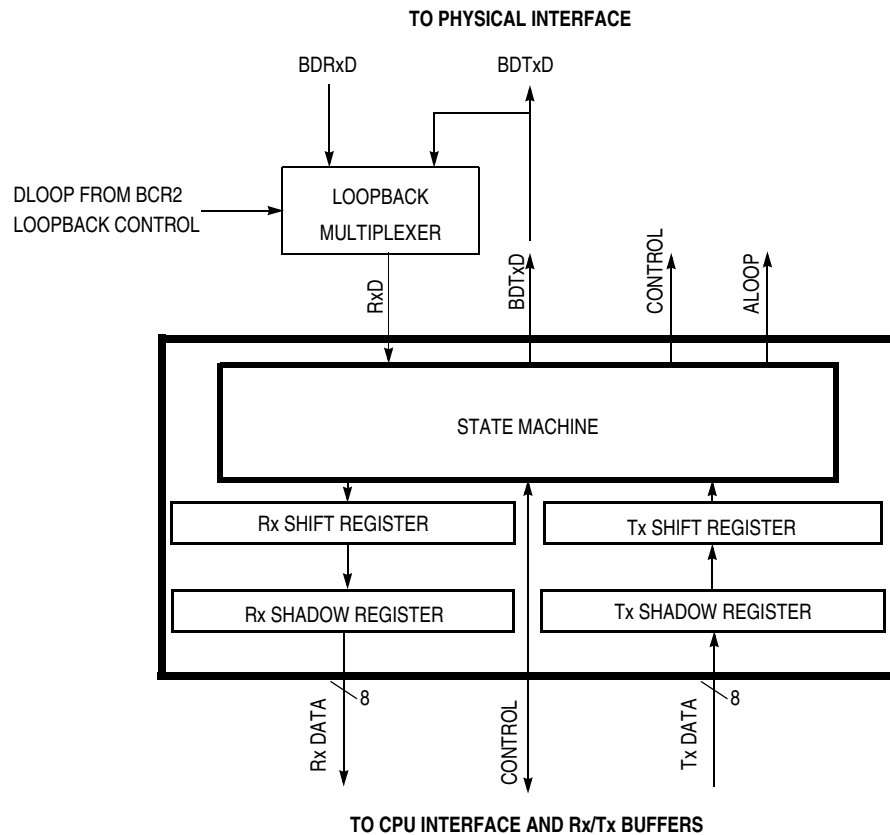 TO PHYSICAL INTERFACE
BDRxD
BDTxD
DLOOP FROM BCR2
LOOPBACK CONTROL
LOOPBACK
MULTIPLEXER
RxD
BDTxD
CONTROL
ALOOP
STATE MACHINE
Rx SHIFT REGISTER
Tx SHIFT REGISTER
Rx SHADOW REGISTER
Tx SHADOW REGISTER
8
8
Rx DATA
CONTROL
Tx DATA
TO CPU INTERFACE AND Rx/Tx BUFFERS